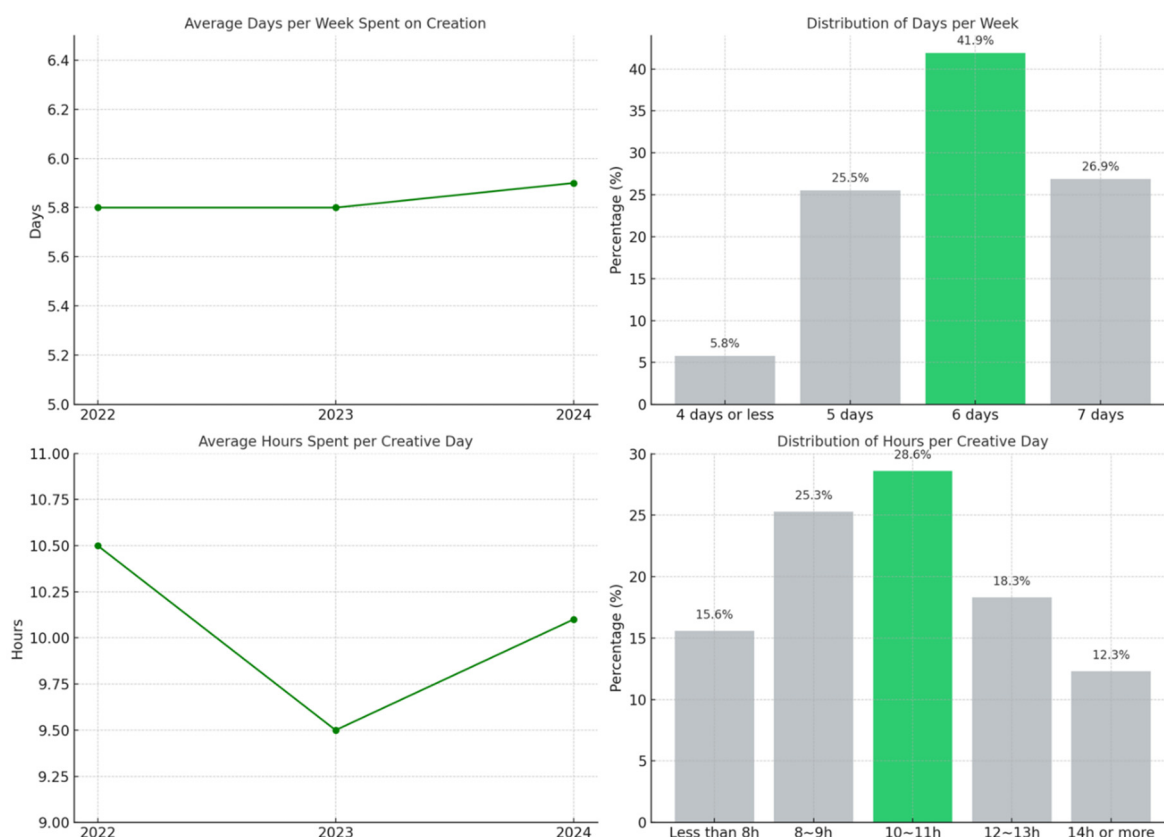 Average Days per Week Spent on Creation
6.4
6.2
6.0
5.8
5.6
5.4
5.2
5.0
Days
2022
2023
2024
Distribution of Days per Week
41.9%
40
35
30
25
20
15
10
5
0
Percentage (%)
5.8%
25.5%
26.9%
4 days or less
5 days
6 days
7 days
Average Hours Spent per Creative Day
11.00
10.75
10.50
10.25
10.00
9.75
9.50
9.25
9.00
Hours
2022
2023
2024
Distribution of Hours per Creative Day
28.6%
30
25
20
15
10
5
0
Percentage (%)
15.6%
25.3%
18.3%
12.3%
Less than 8h
8~9h
10~11h
12~13h
14h or more